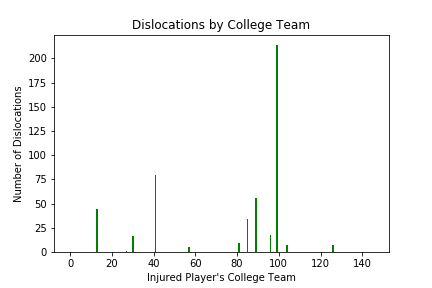 Dislocations by College Team
Number of Dislocations
200
175
150
125
100
75
50
25
0
0 20 40 60 80 100 120 140
Injured Player's College Team